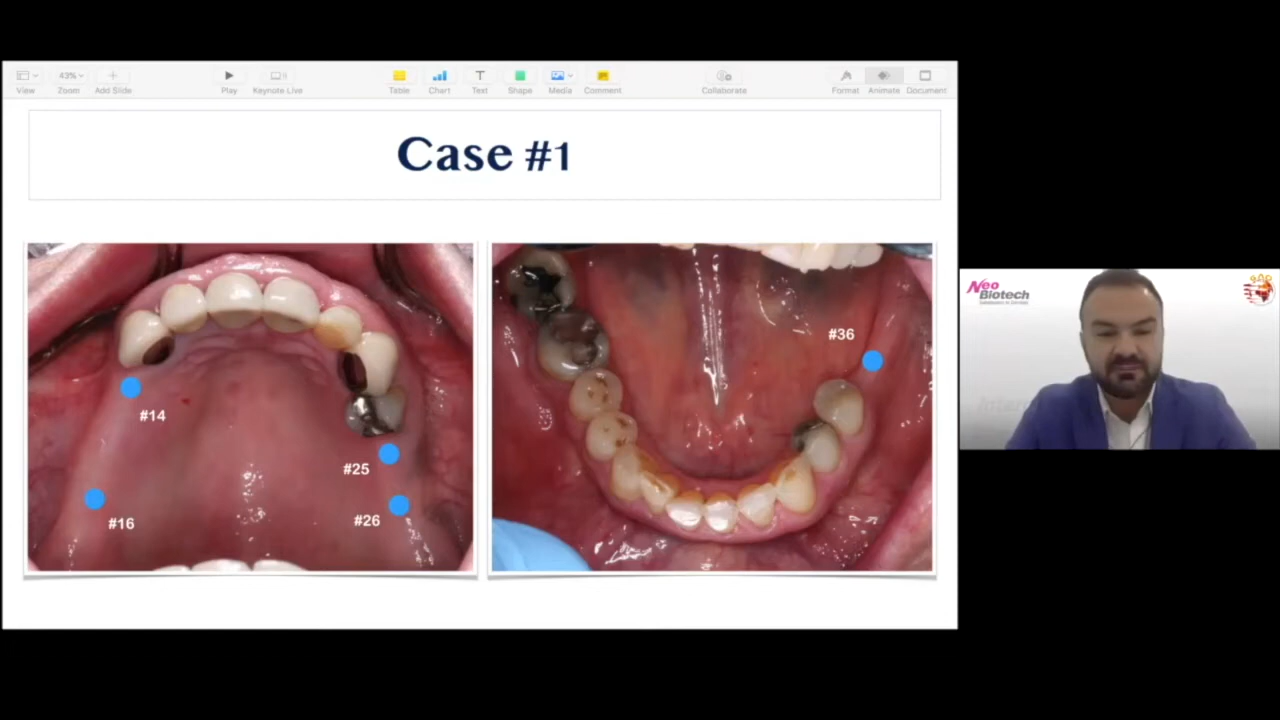 View
43%
Zoom
Add Slide
Play
Keynote Live
Table
Chart
Text
Shape
Media
Comment
Collaborate
Format
Animate
Document
Case #1
#14
#16
#25
#26
#36
Neo
Biotech